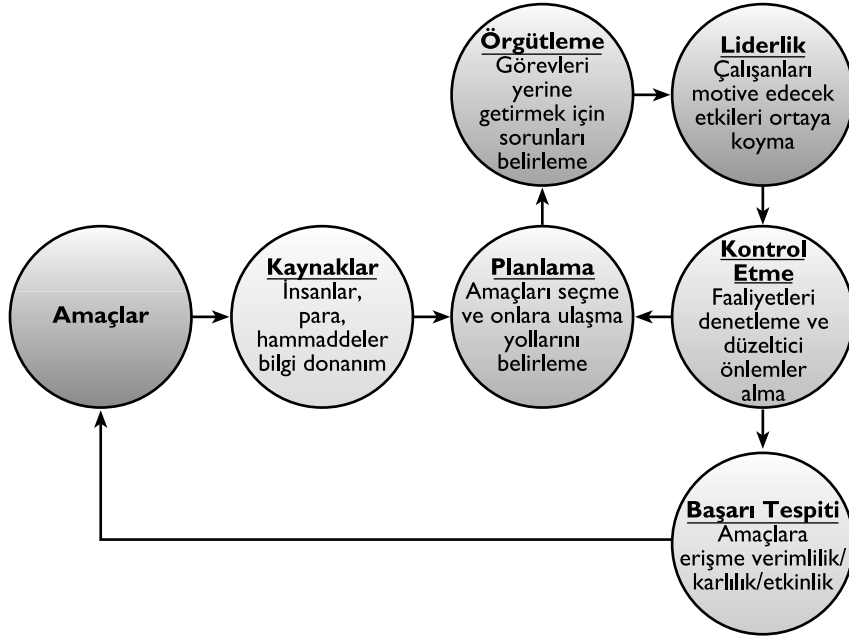 Örgütleme
Görevleri
yerine
getirmek için
sorunları
belirleme
Liderlik
Çalışanları
motive edecek
etkileri ortaya
koyma
Amaçlar
Kaynaklar
İnsanlar,
para,
hammaddeler
bilgi donanım
Planlama
Amaçları seçme
ve onlara ulaşma
yollarını
belirleme
Kontrol
Etme
Faaliyetleri
denetleme ve
düzeltici
önlemler
alma
Başarı Tespiti
Amaçlara
erişme verimlilik/
karlılık/etkinlik